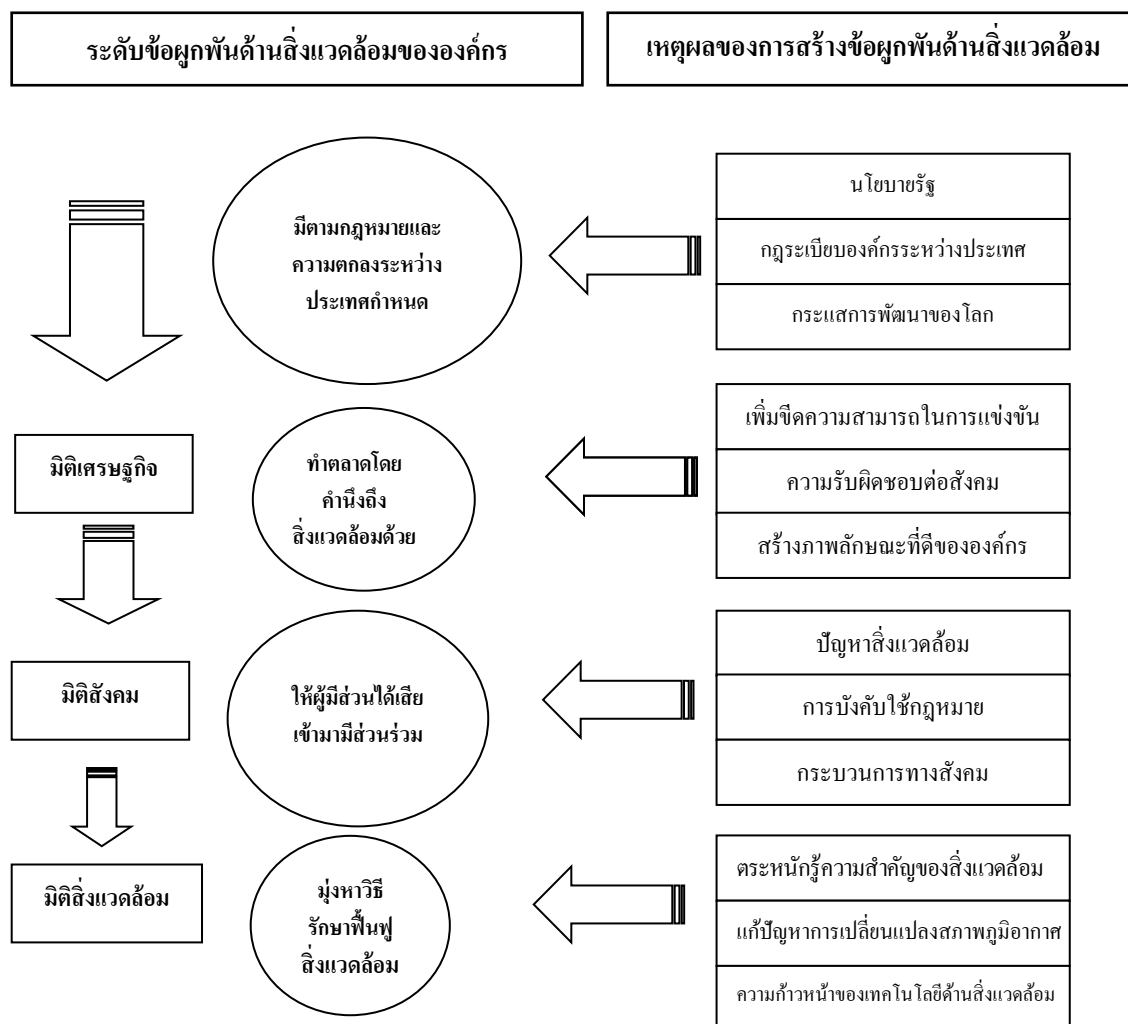 ระดับข้อผูกพันด้านสิ่งแวดล้อมขององค์กร
เหตุผลของการสร้างข้อผูกพันด้านสิ่งแวดล้อม
มีตามกฎหมายและ
ความตกลงระหว่าง
ประเทศกำหนด
นโยบายรัฐ
กฎระเบียบองค์กรระหว่างประเทศ
กระแสการพัฒนาของโลก
มิติเศรษฐกิจ
ทำตลาดโดย
คำนึงถึง
สิ่งแวดล้อมด้วย
เพิ่มขีดความสามารถในการแข่งขัน
ความรับผิดชอบต่อสังคม
สร้างภาพลักษณะที่ดีขององค์กร
มิติสังคม
ให้ผู้มีส่วนได้เสีย
เข้ามามีส่วนร่วม
ปัญหาสิ่งแวดล้อม
การบังคับใช้กฎหมาย
กระบวนการทางสังคม
มิติสิ่งแวดล้อม
มุ่งหาวิธี
รักษาฟื้นฟู
สิ่งแวดล้อม
ตระหนักรู้ความสำคัญของสิ่งแวดล้อม
แก้ปัญหาการเปลี่ยนแปลงสภาพภูมิอากาศ
ความก้าวหน้าของเทคโนโลยีด้านสิ่งแวดล้อม